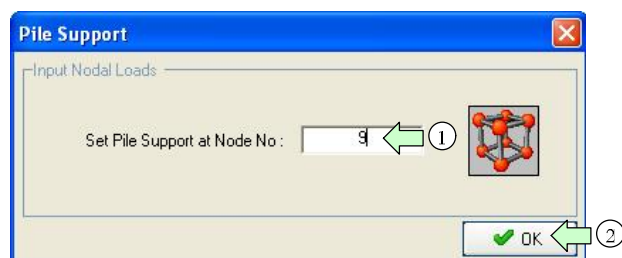 Pile Support
Input Nodal Loads
Set Pile Support at Node No : 9 1
OK 2